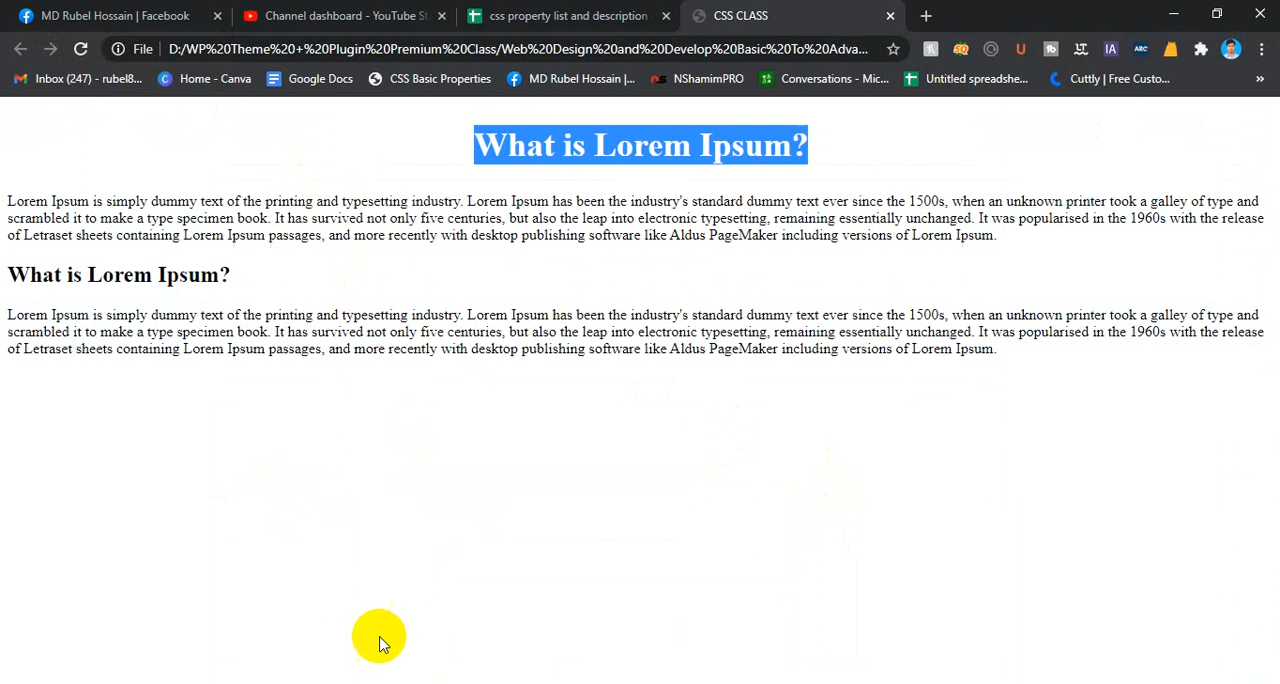 MD Rubel Hossain | Facebook
Channel dashboard - YouTube St
css property list and description
CSS CLASS
File
D:/WP%20Theme%20+%20Plugin%20Premium%20Class/Web%20Design%20and%20Develop%20Basic%20To%20Adva...
Inbox (247) - rubel8...
Home - Canva
Google Docs
CSS Basic Properties
MD Rubel Hossain |...
NShamimPRO
Conversations - Mic...
Untitled spreadshe...
Cuttly | Free Custo...
What is Lorem Ipsum?
Lorem Ipsum is simply dummy text of the printing and typesetting industry. Lorem Ipsum has been the industry's standard dummy text ever since the 1500s, when an unknown printer took a galley of type and
scrambled it to make a type specimen book. It has survived not only five centuries, but also the leap into electronic typesetting, remaining essentially unchanged. It was popularised in the 1960s with the release
of Letraset sheets containing Lorem Ipsum passages, and more recently with desktop publishing software like Aldus PageMaker including versions of Lorem Ipsum.
What is Lorem Ipsum?
Lorem Ipsum is simply dummy text of the printing and typesetting industry. Lorem Ipsum has been the industry's standard dummy text ever since the 1500s, when an unknown printer took a galley of type and
scrambled it to make a type specimen book. It has survived not only five centuries, but also the leap into electronic typesetting, remaining essentially unchanged. It was popularised in the 1960s with the release
of Letraset sheets containing Lorem Ipsum passages, and more recently with desktop publishing software like Aldus PageMaker including versions of Lorem Ipsum.